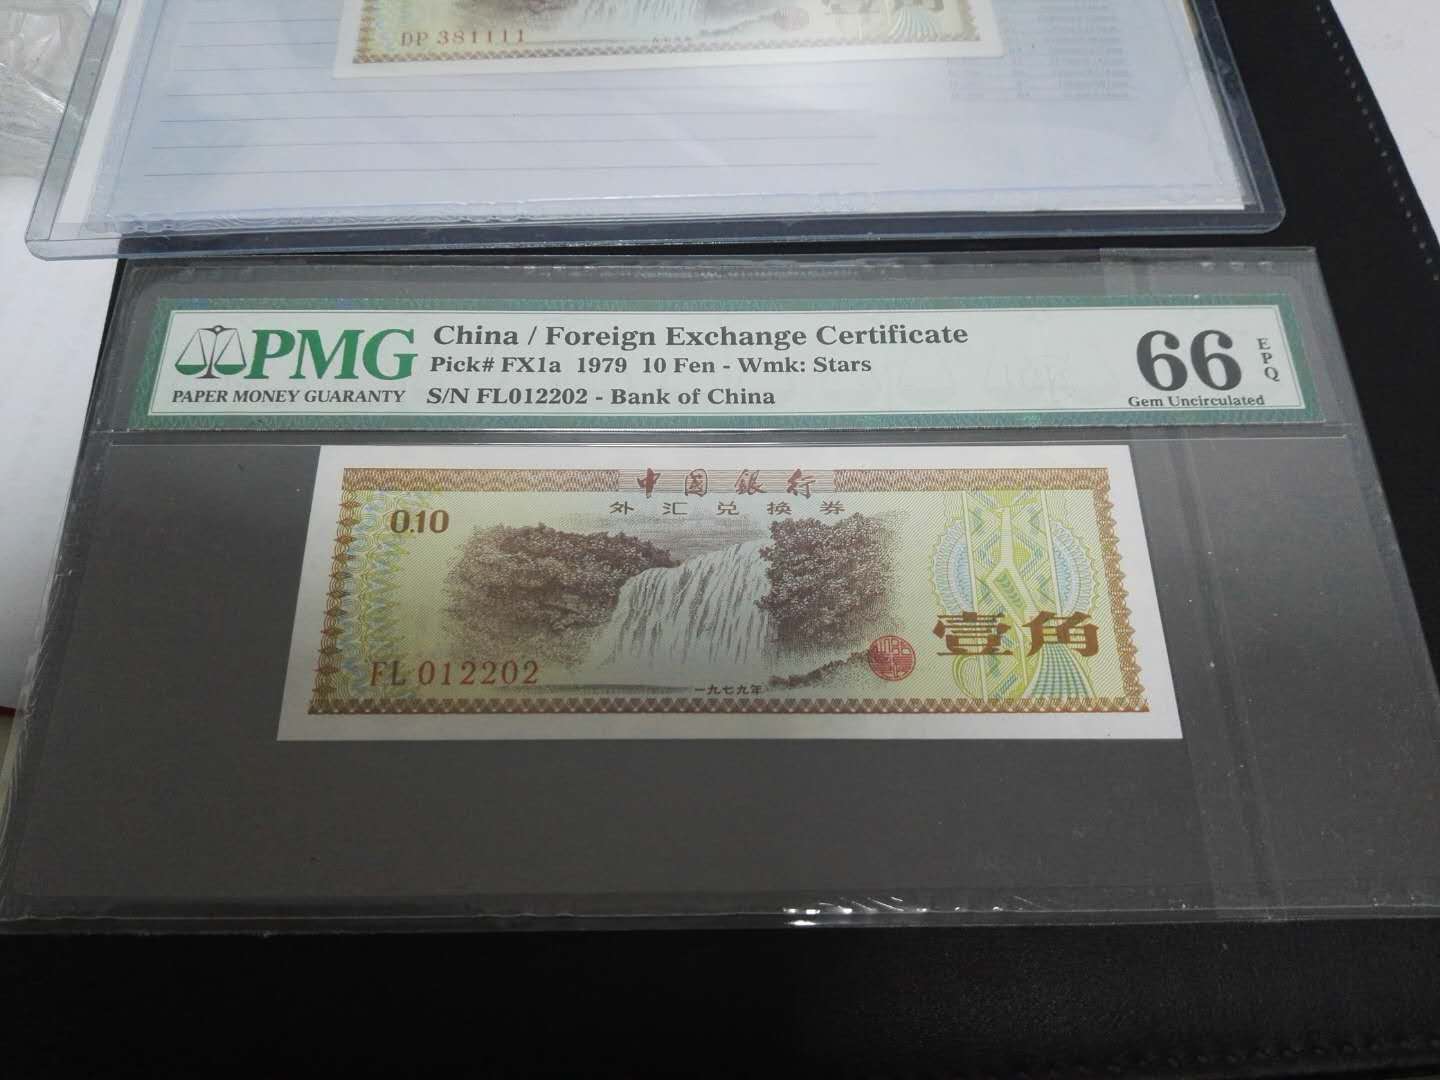 DP 381111
PMG
PAPER MONEY GUARANTY
China / Foreign Exchange Certificate
Pick# FX1a 1979 10 Fen - Wmk: Stars
S/N FL012202 - Bank of China
66
EPQ
Gem Uncirculated
中國銀行
外汇兑换券
0.10
壹角
FL 012202
一九七九年